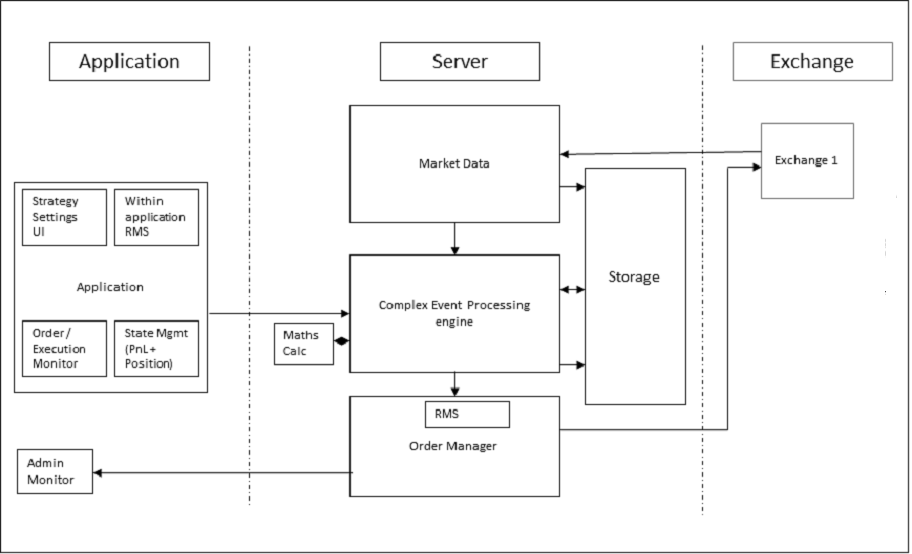 Application
Server
Exchange
Market Data
Exchange 1
Strategy
Settings
UI
Within
application
RMS
Application
Storage
Complex Event Processing
engine
Order/
Execution
Monitor
State Mgmt
(PnL+
Position)
Maths
Calc
RMS
Order Manager
Admin
Monitor